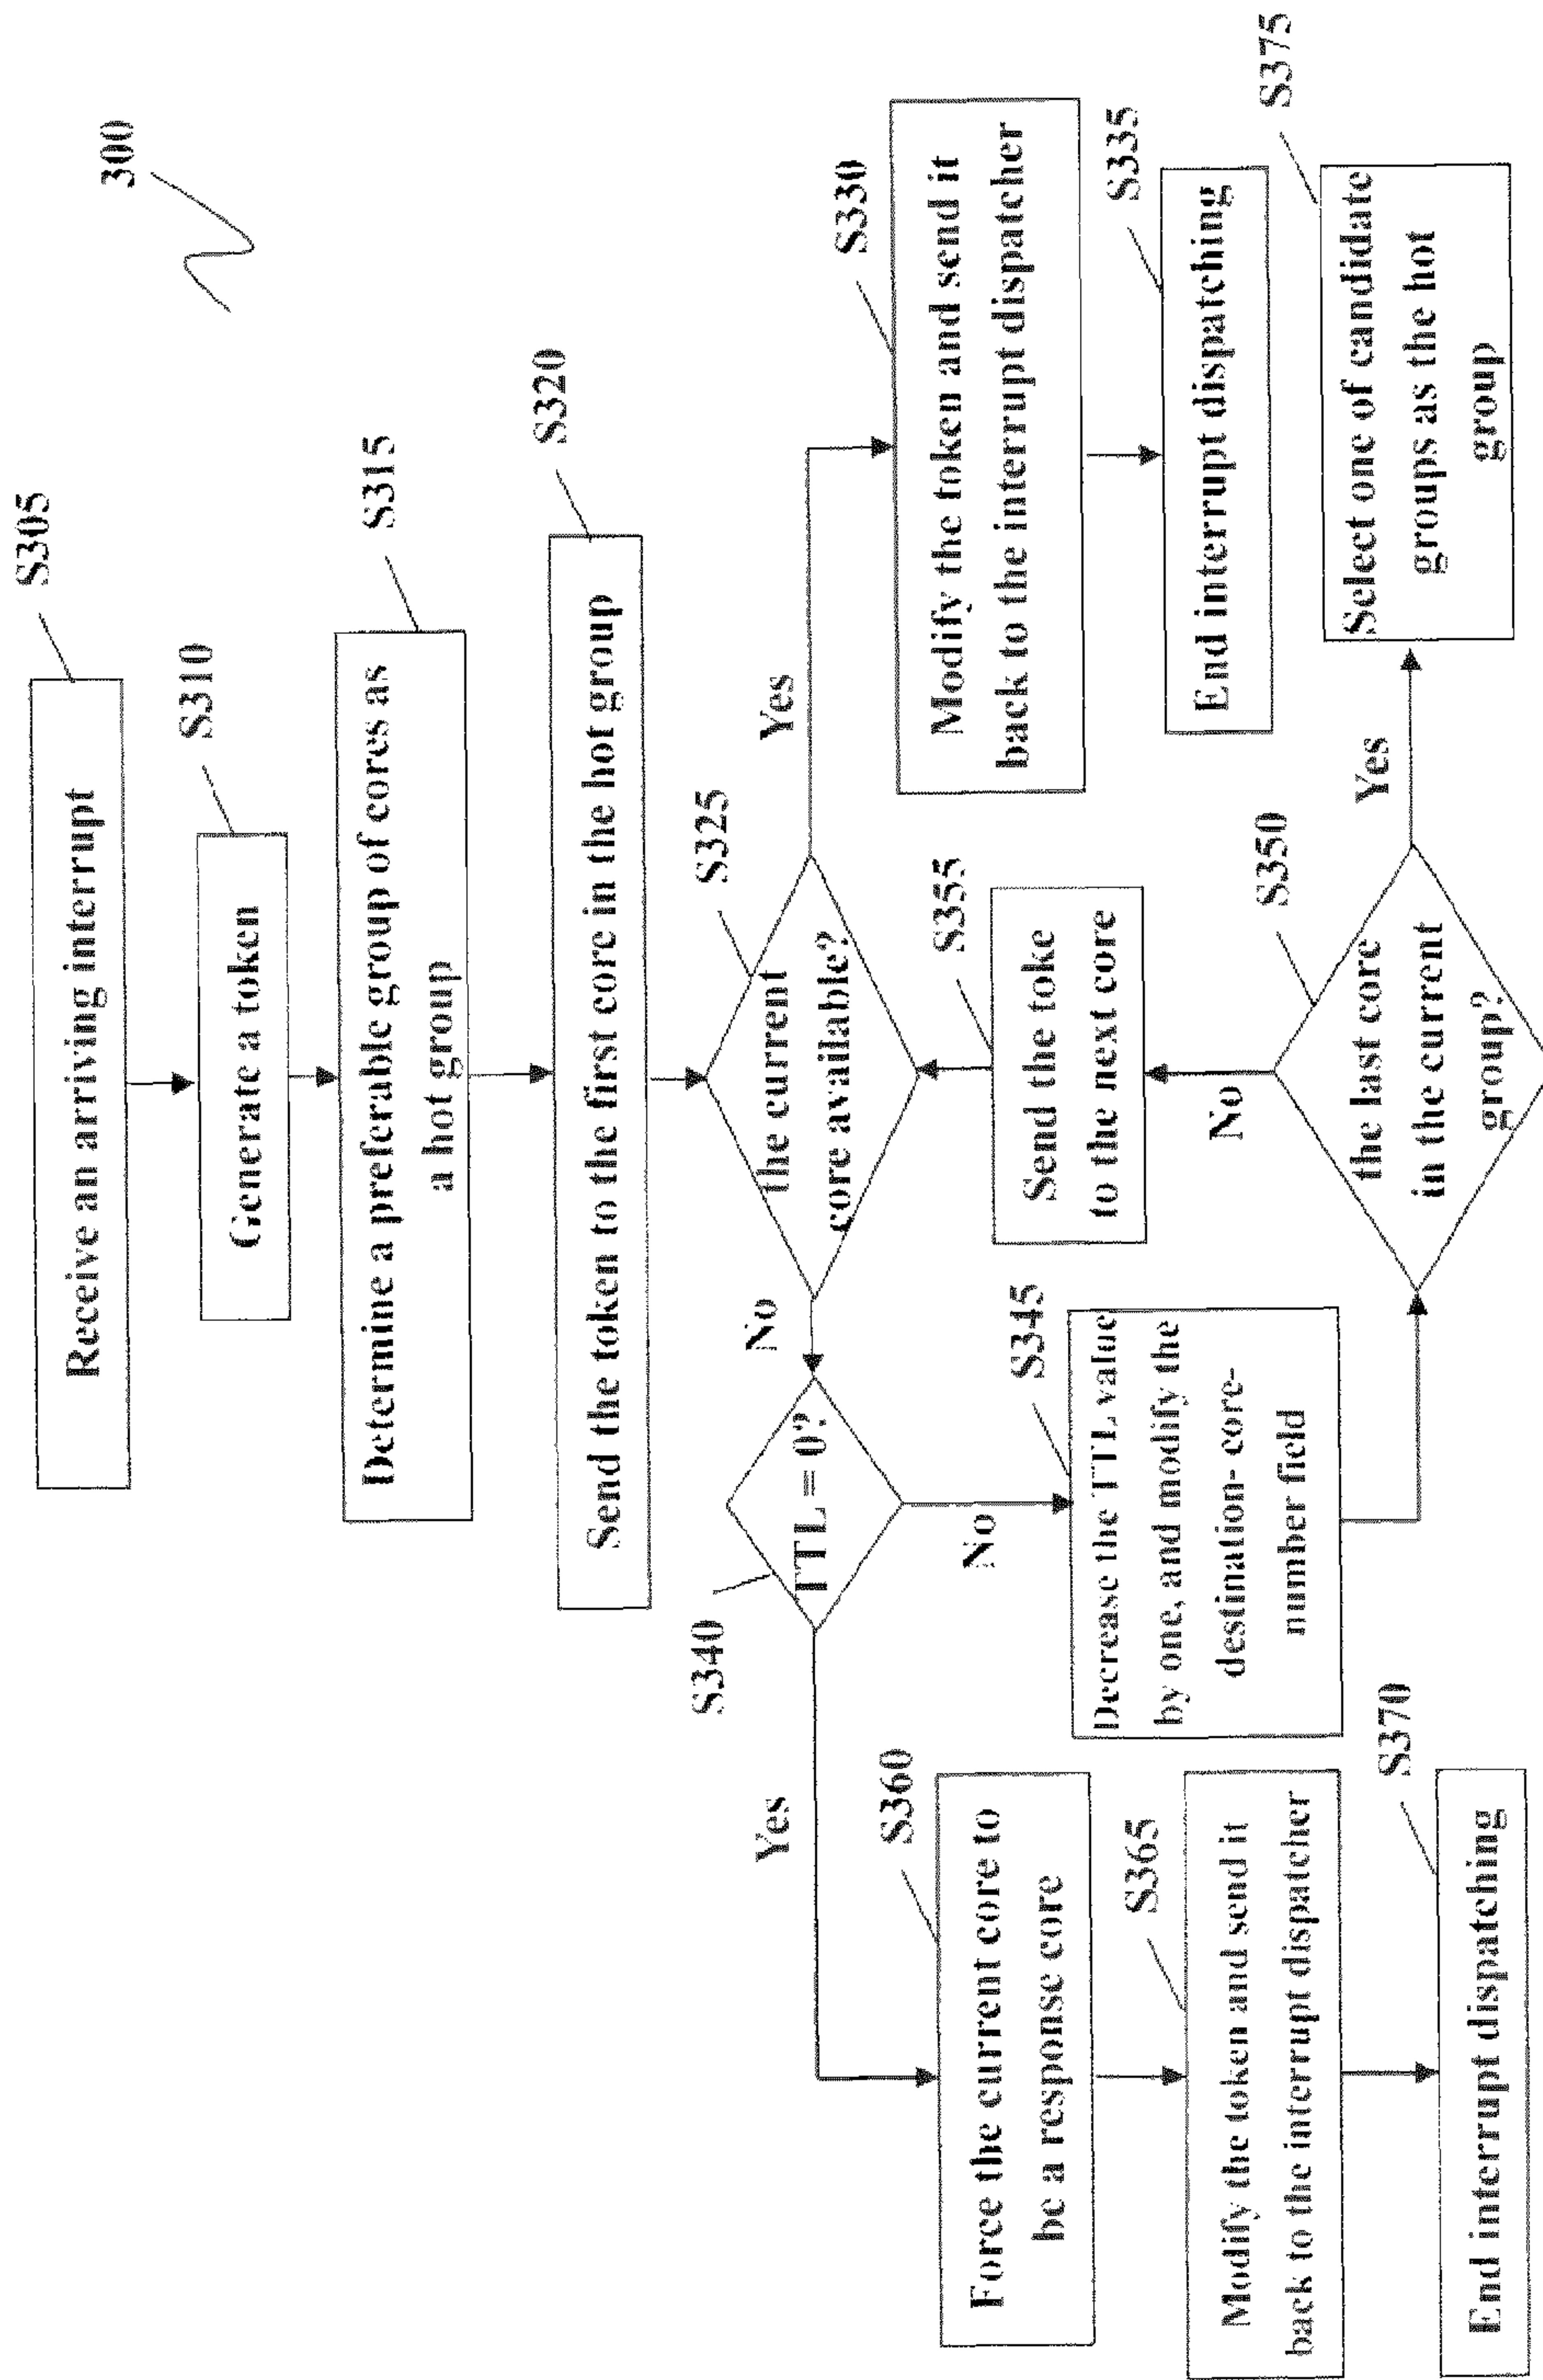 300
S305
Receive an arriving interrupt
S310
Generate a token
S315
Determine a preferable group of cores as
a hot group
S320
Send the token to the first core in the hot group
S325
the current
core available?
Yes
No
S330
Modify the token and send it
back to the interrupt dispatcher
S335
End interrupt dispatching
S340
TTL = 0?
Yes
No
S345
Decrease the TTL value
by one, and modify the
destination- core-
number field
S355
Send the toke
to the next core
No
S350
the last core
in the current
group?
Yes
S375
Select one of candidate
groups as the hot
group
S360
Force the current core to
be a response core
S365
Modify the token and send it
back to the interrupt dispatcher
S370
End interrupt dispatching